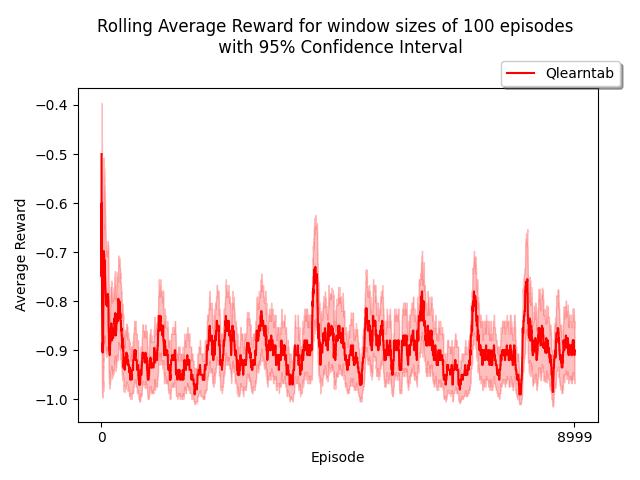 Rolling Average Reward for window sizes of 100 episodes
with 95% Confidence Interval
Qlearntab
Average Reward
−0.4
−0.5
−0.6
−0.7
−0.8
−0.9
−1.0
0
8999
Episode